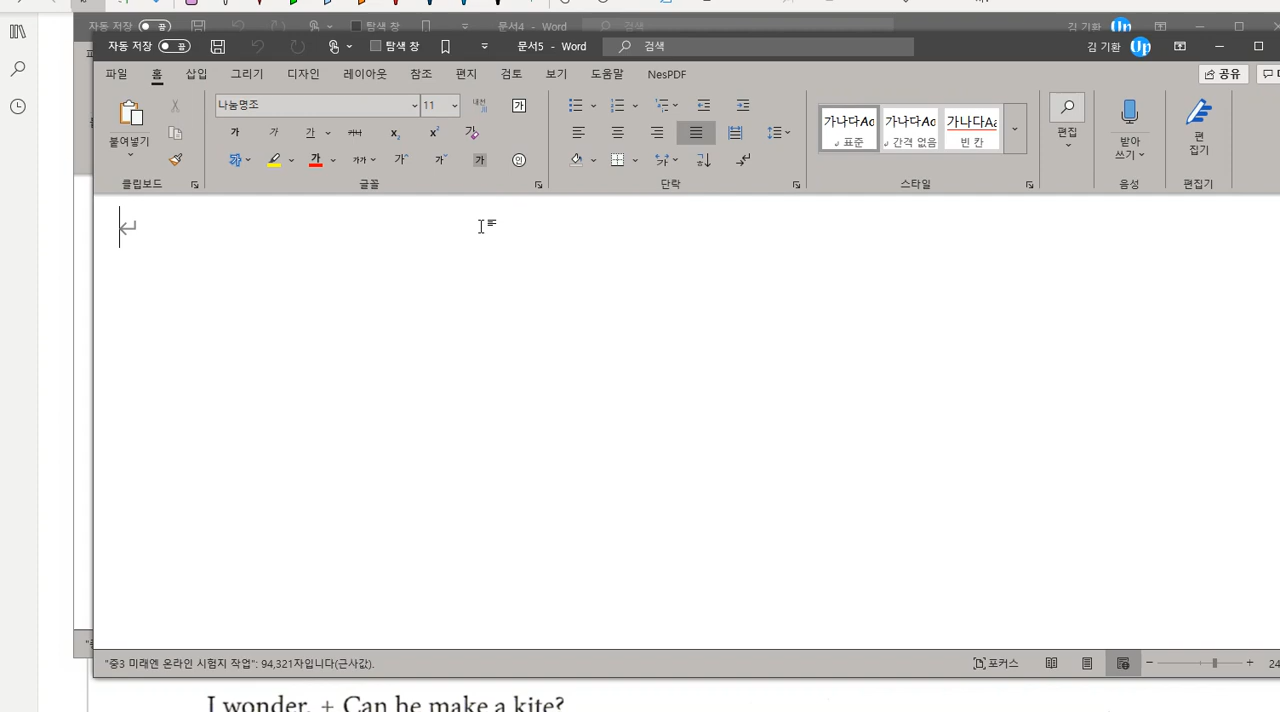 자동 저장 끔 탐색 창 문서4 - Word 검색 김 기환 Up
자동 저장 끔 탐색 창 문서5 - Word 검색 김 기환 Up
파일 홈 삽입 그리기 디자인 레이아웃 참조 편지 검토 보기 도움말 NesPDF 공유
나눔명조 11
가나다Aa 가나다Aa 가나다Aa
표준 간격 없음 빈 칸
붙여넣기 편집 받아 쓰기 편 집기
클립보드 글꼴 단락 스타일 음성 편집기
"중3 미래엔 온라인 시험지 작업": 94,321자입니다(근사값). 포커스 24
I wonder. + Can he make a kite?